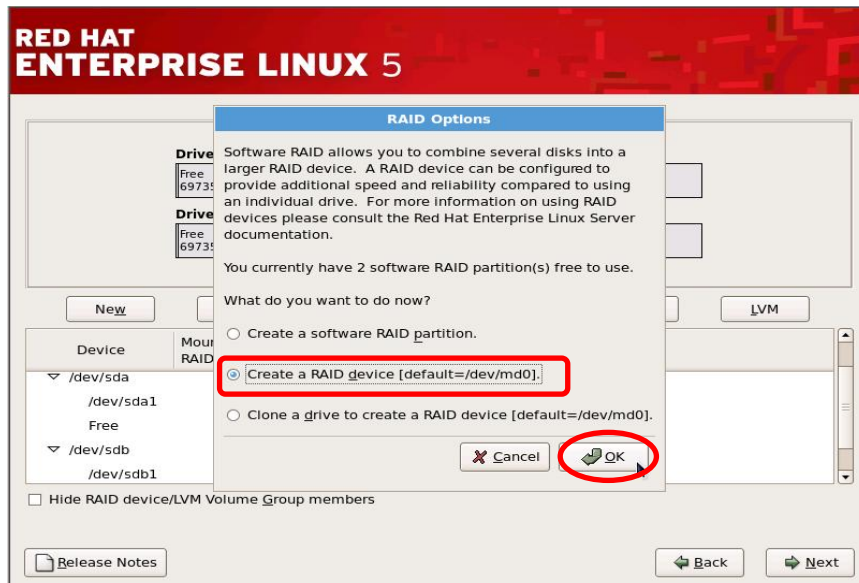 RED HAT
ENTERPRISE LINUX 5
RAID Options
Software RAID allows you to combine several disks into a
larger RAID device. A RAID device can be configured to
provide additional speed and reliability compared to using
an individual drive. For more information on using RAID
devices please consult the Red Hat Enterprise Linux Server
documentation.
You currently have 2 software RAID partition(s) free to use.
What do you want to do now?
Create a software RAID partition.
Create a RAID device [default=/dev/md0].
Clone a drive to create a RAID device [default=/dev/md0].
Cancel
OK
Drive
Free
6973
Drive
Free
6973
New
LVM
Device
Moun
RAID
/dev/sda
/dev/sda1
Free
/dev/sdb
/dev/sdb1
Hide RAID device/LVM Volume Group members
Release Notes
Back
Next